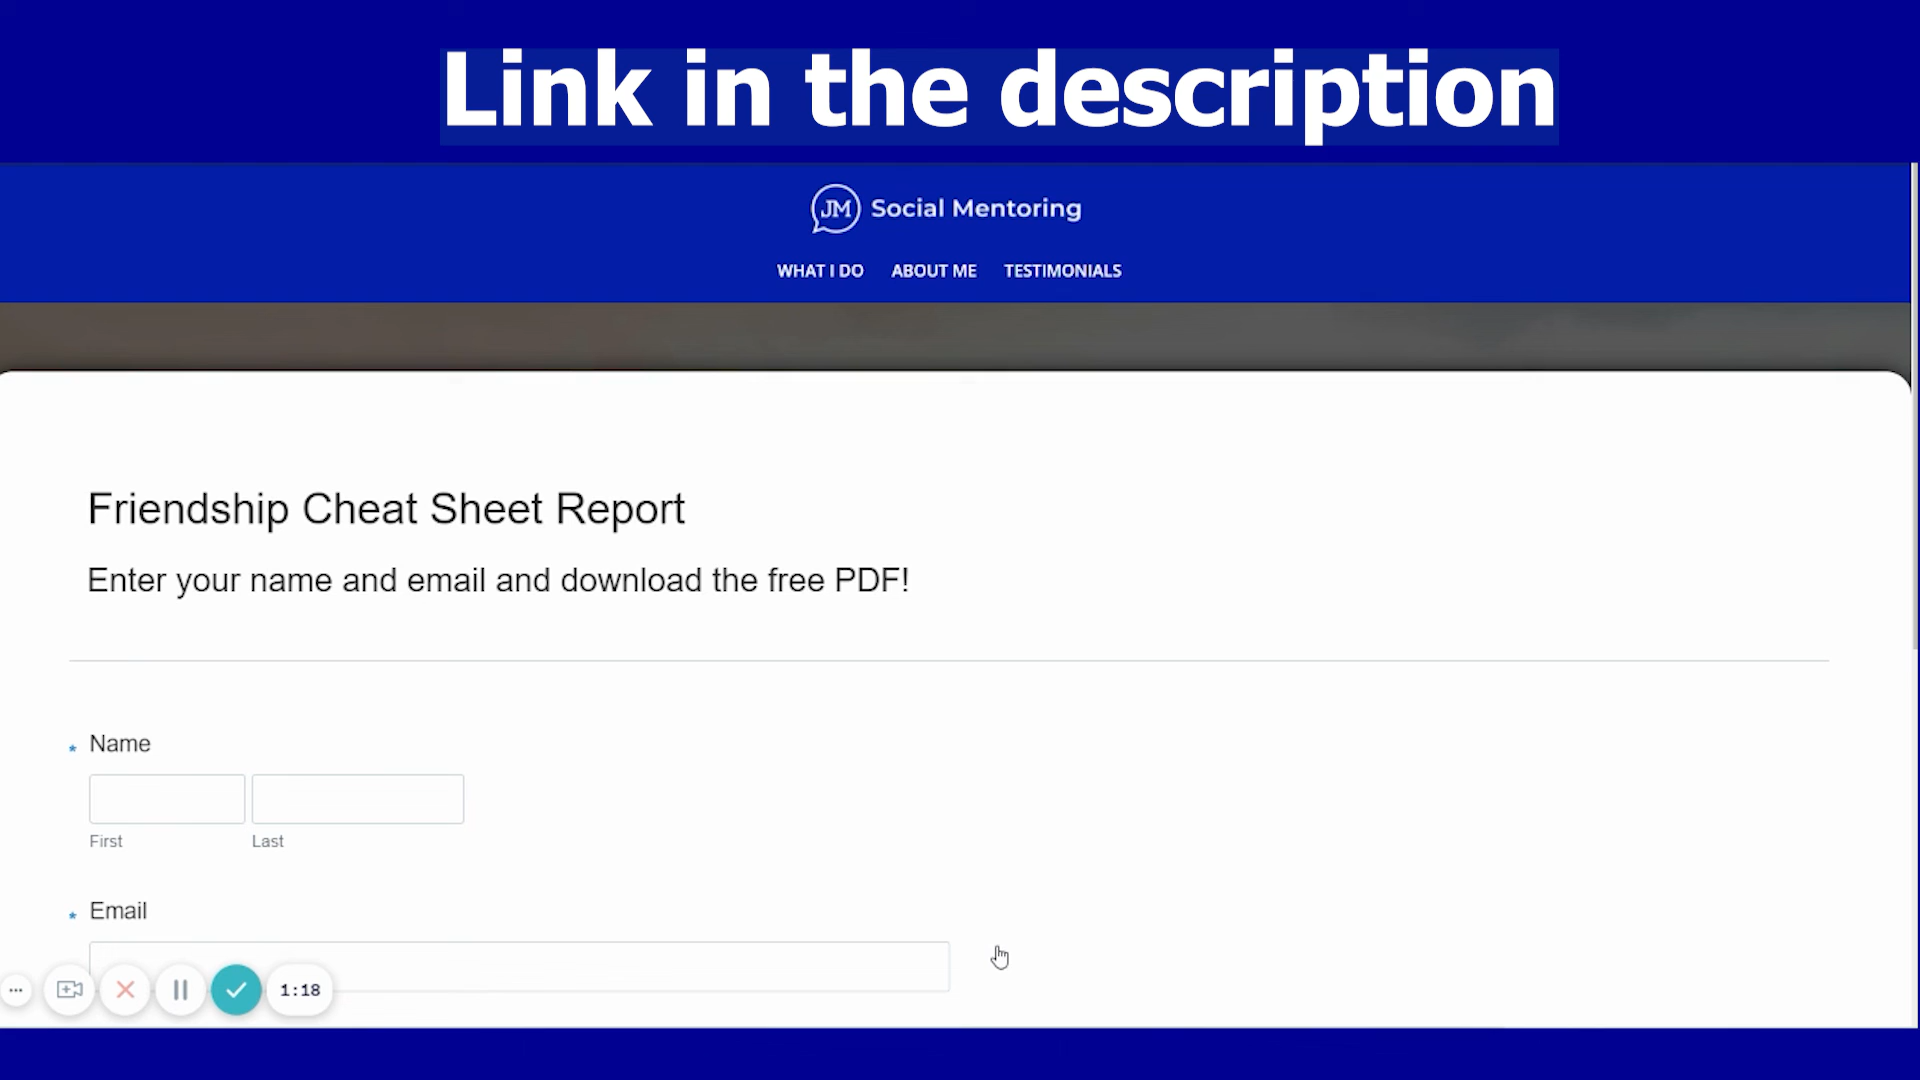 Link in the description
JM Social Mentoring
WHAT I DO ABOUT ME TESTIMONIALS
Friendship Cheat Sheet Report
Enter your name and email and download the free PDF!
* Name
First Last
* Email
1:18